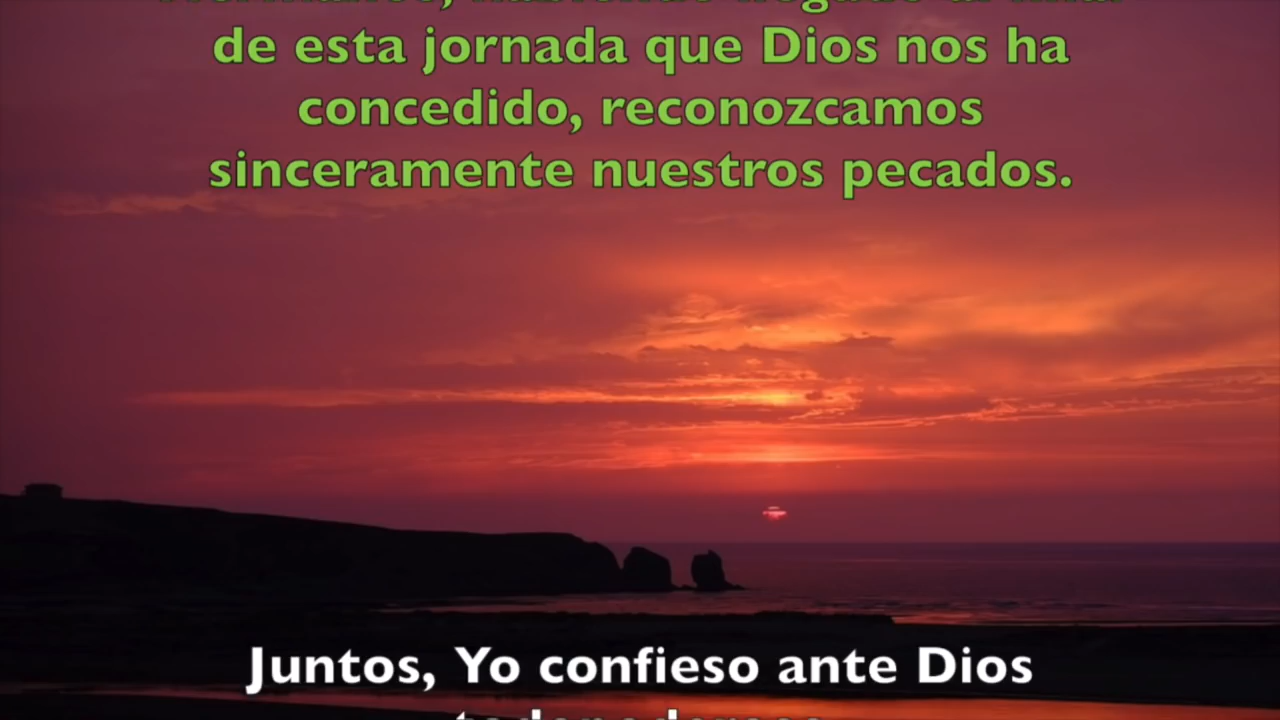 de esta jornada que Dios nos ha
concedido, reconozcamos
sinceramente nuestros pecados.
Juntos, Yo confieso ante Dios